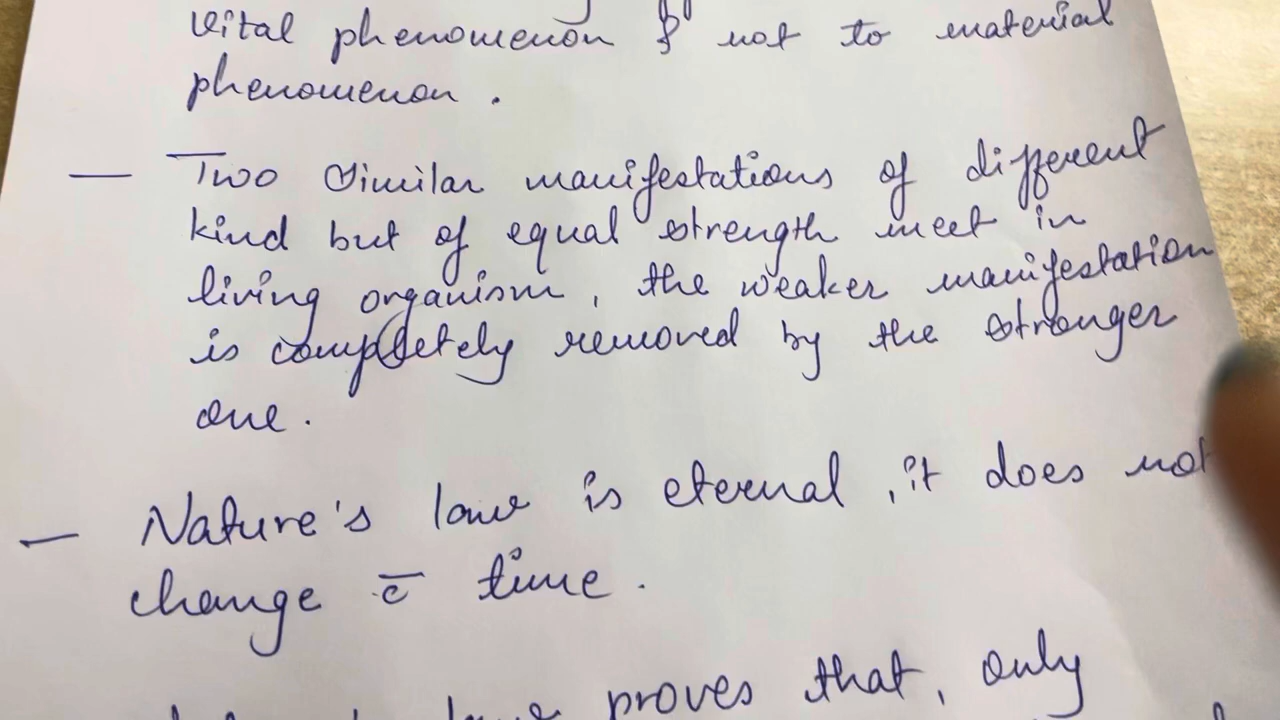 vital phenomenon & not to material
phenomenon.
— Two similar manifestations of different
kind but of equal strength meet in
living organism, the weaker manifestation
is completely removed by the stronger
one.
— Nature's law is eternal, it does not
change c̄ time.
law proves that, only